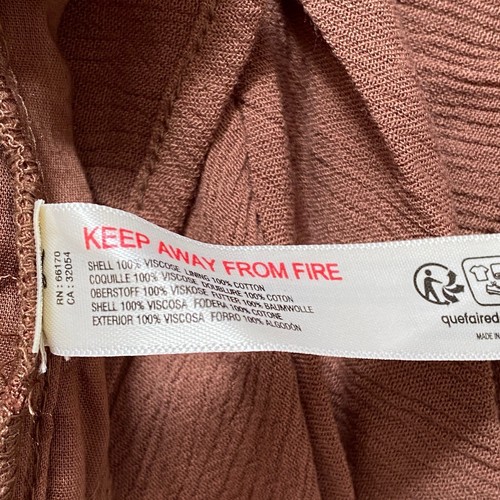 KEEP AWAY FROM FIRE
SHELL 100% VISCOSE LINING 100% COTTON
COQUILLE 100% VISCOSE DOUBLURE 100% COTON
OBERSTOFF 100% VISKOSE FUTTER 100% BAUMWOLLE
SHELL 100% VISCOSA FODERA 100% COTONE
EXTERIOR 100% VISCOSA FORRO 100% ALGODÓN
RN: 66170
CA: 32054
quefaired
MADE IN